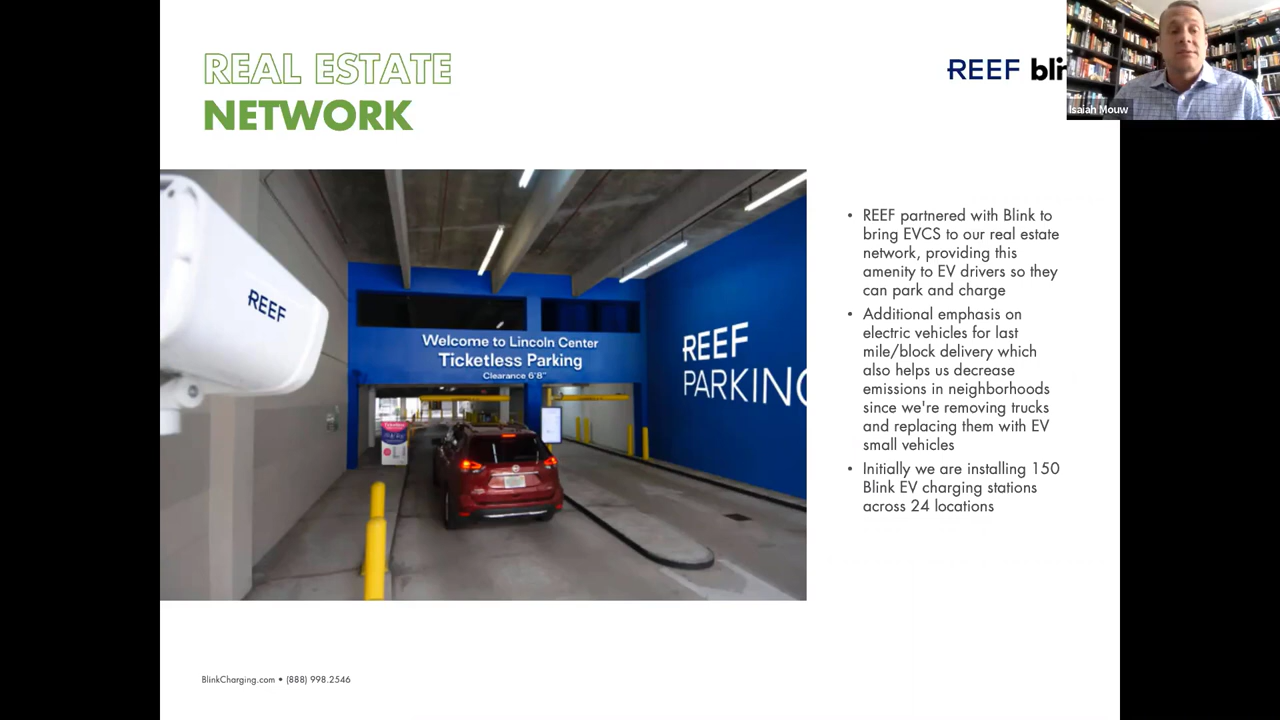 REAL ESTATE
NETWORK
REEF
Isaiah Mouw
REEF
Welcome to Lincoln Center
Ticketless Parking
Clearance 6'8"
REEF
PARKING
• REEF partnered with Blink to
bring EVCS to our real estate
network, providing this
amenity to EV drivers so they
can park and charge
• Additional emphasis on
electric vehicles for last
mile/block delivery which
also helps us decrease
emissions in neighborhoods
since we're removing trucks
and replacing them with EV
small vehicles
• Initially we are installing 150
Blink EV charging stations
across 24 locations
BlinkCharging.com • (888) 998.2546